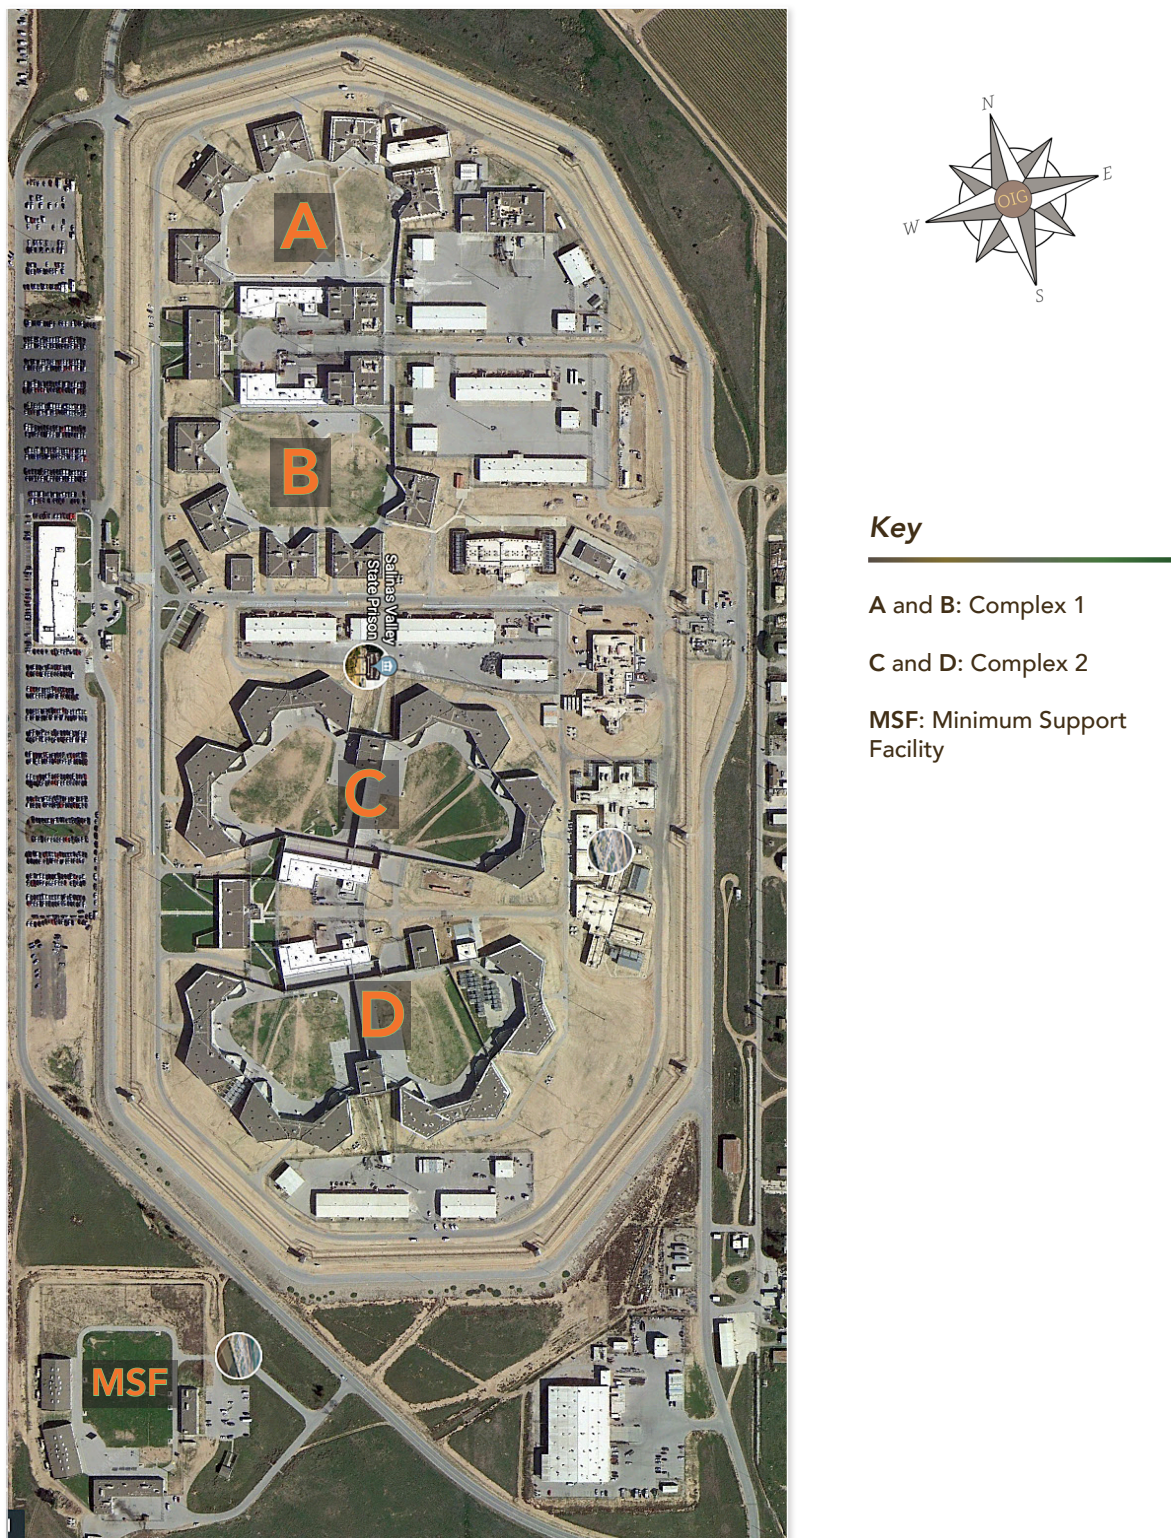 A
B
Salinas Valley
State Prison
C
D
MSF
N
E
OIG
W
S
Key
A and B: Complex 1
C and D: Complex 2
MSF: Minimum Support
Facility